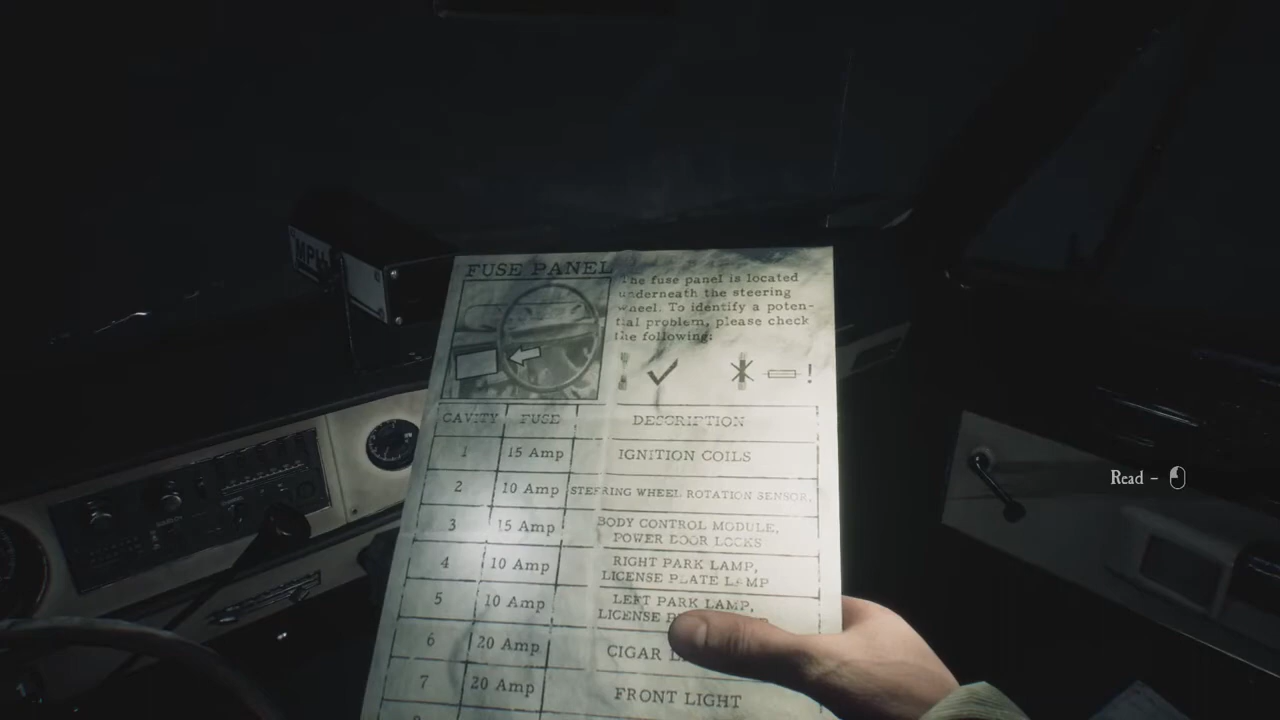 MPH
FUSE PANEL
The fuse panel is located
underneath the steering
wheel. To identify a poten-
tial problem, please check
the following:
!
CAVITY FUSE DESCRIPTION
1 15 Amp IGNITION COILS
2 10 Amp STEERING WHEEL ROTATION SENSOR,
3 15 Amp BODY CONTROL MODULE,
POWER DOOR LOCKS
4 10 Amp RIGHT PARK LAMP,
LICENSE PLATE LAMP
5 10 Amp LEFT PARK LAMP,
LICENSE
6 20 Amp CIGAR
7 20 Amp FRONT LIGHT
Read -